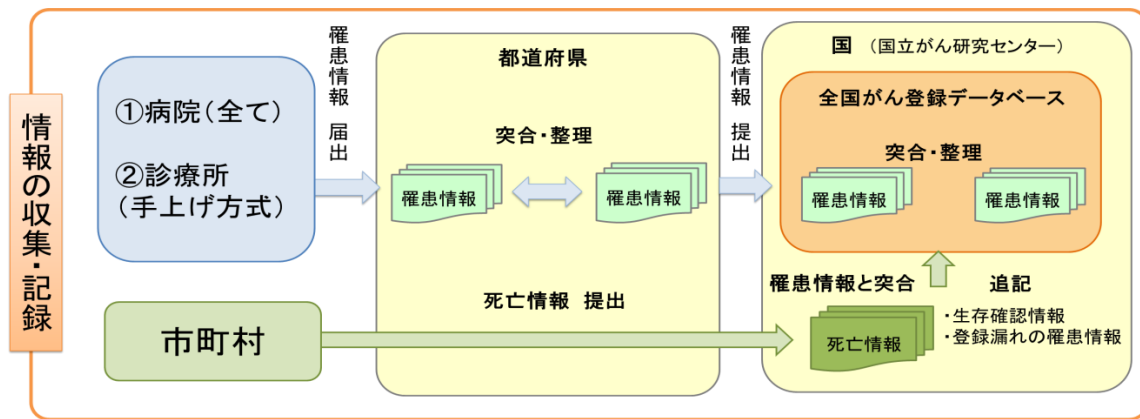 情報の収集・記録
①病院(全て)
②診療所
(手上げ方式)
市町村
罹患情報 届出
都道府県
突合・整理
罹患情報
罹患情報
死亡情報 提出
罹患情報 提出
国 (国立がん研究センター)
全国がん登録データベース
突合・整理
罹患情報
罹患情報
罹患情報と突合
追記
死亡情報
・生存確認情報
・登録漏れの罹患情報